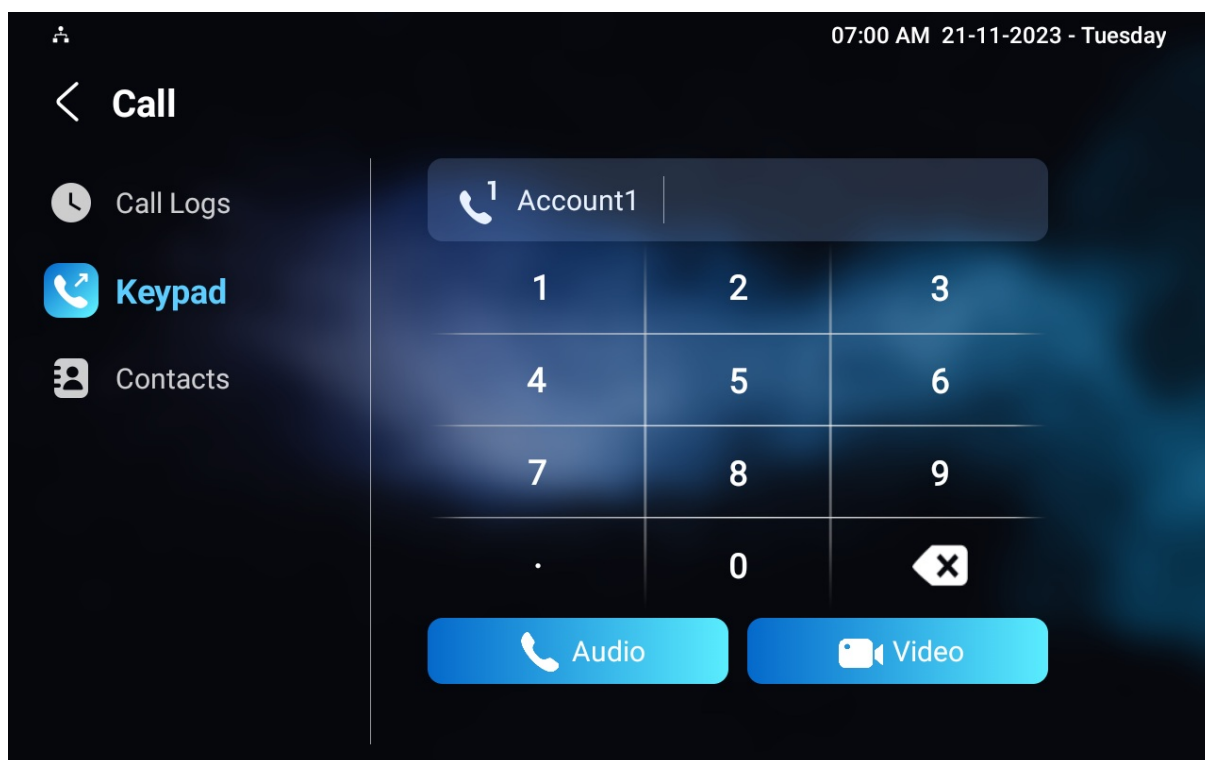 07:00 AM 21-11-2023 - Tuesday
Call
Call Logs
Keypad
Contacts
1 Account1
1 2 3
4 5 6
7 8 9
. 0
Audio Video